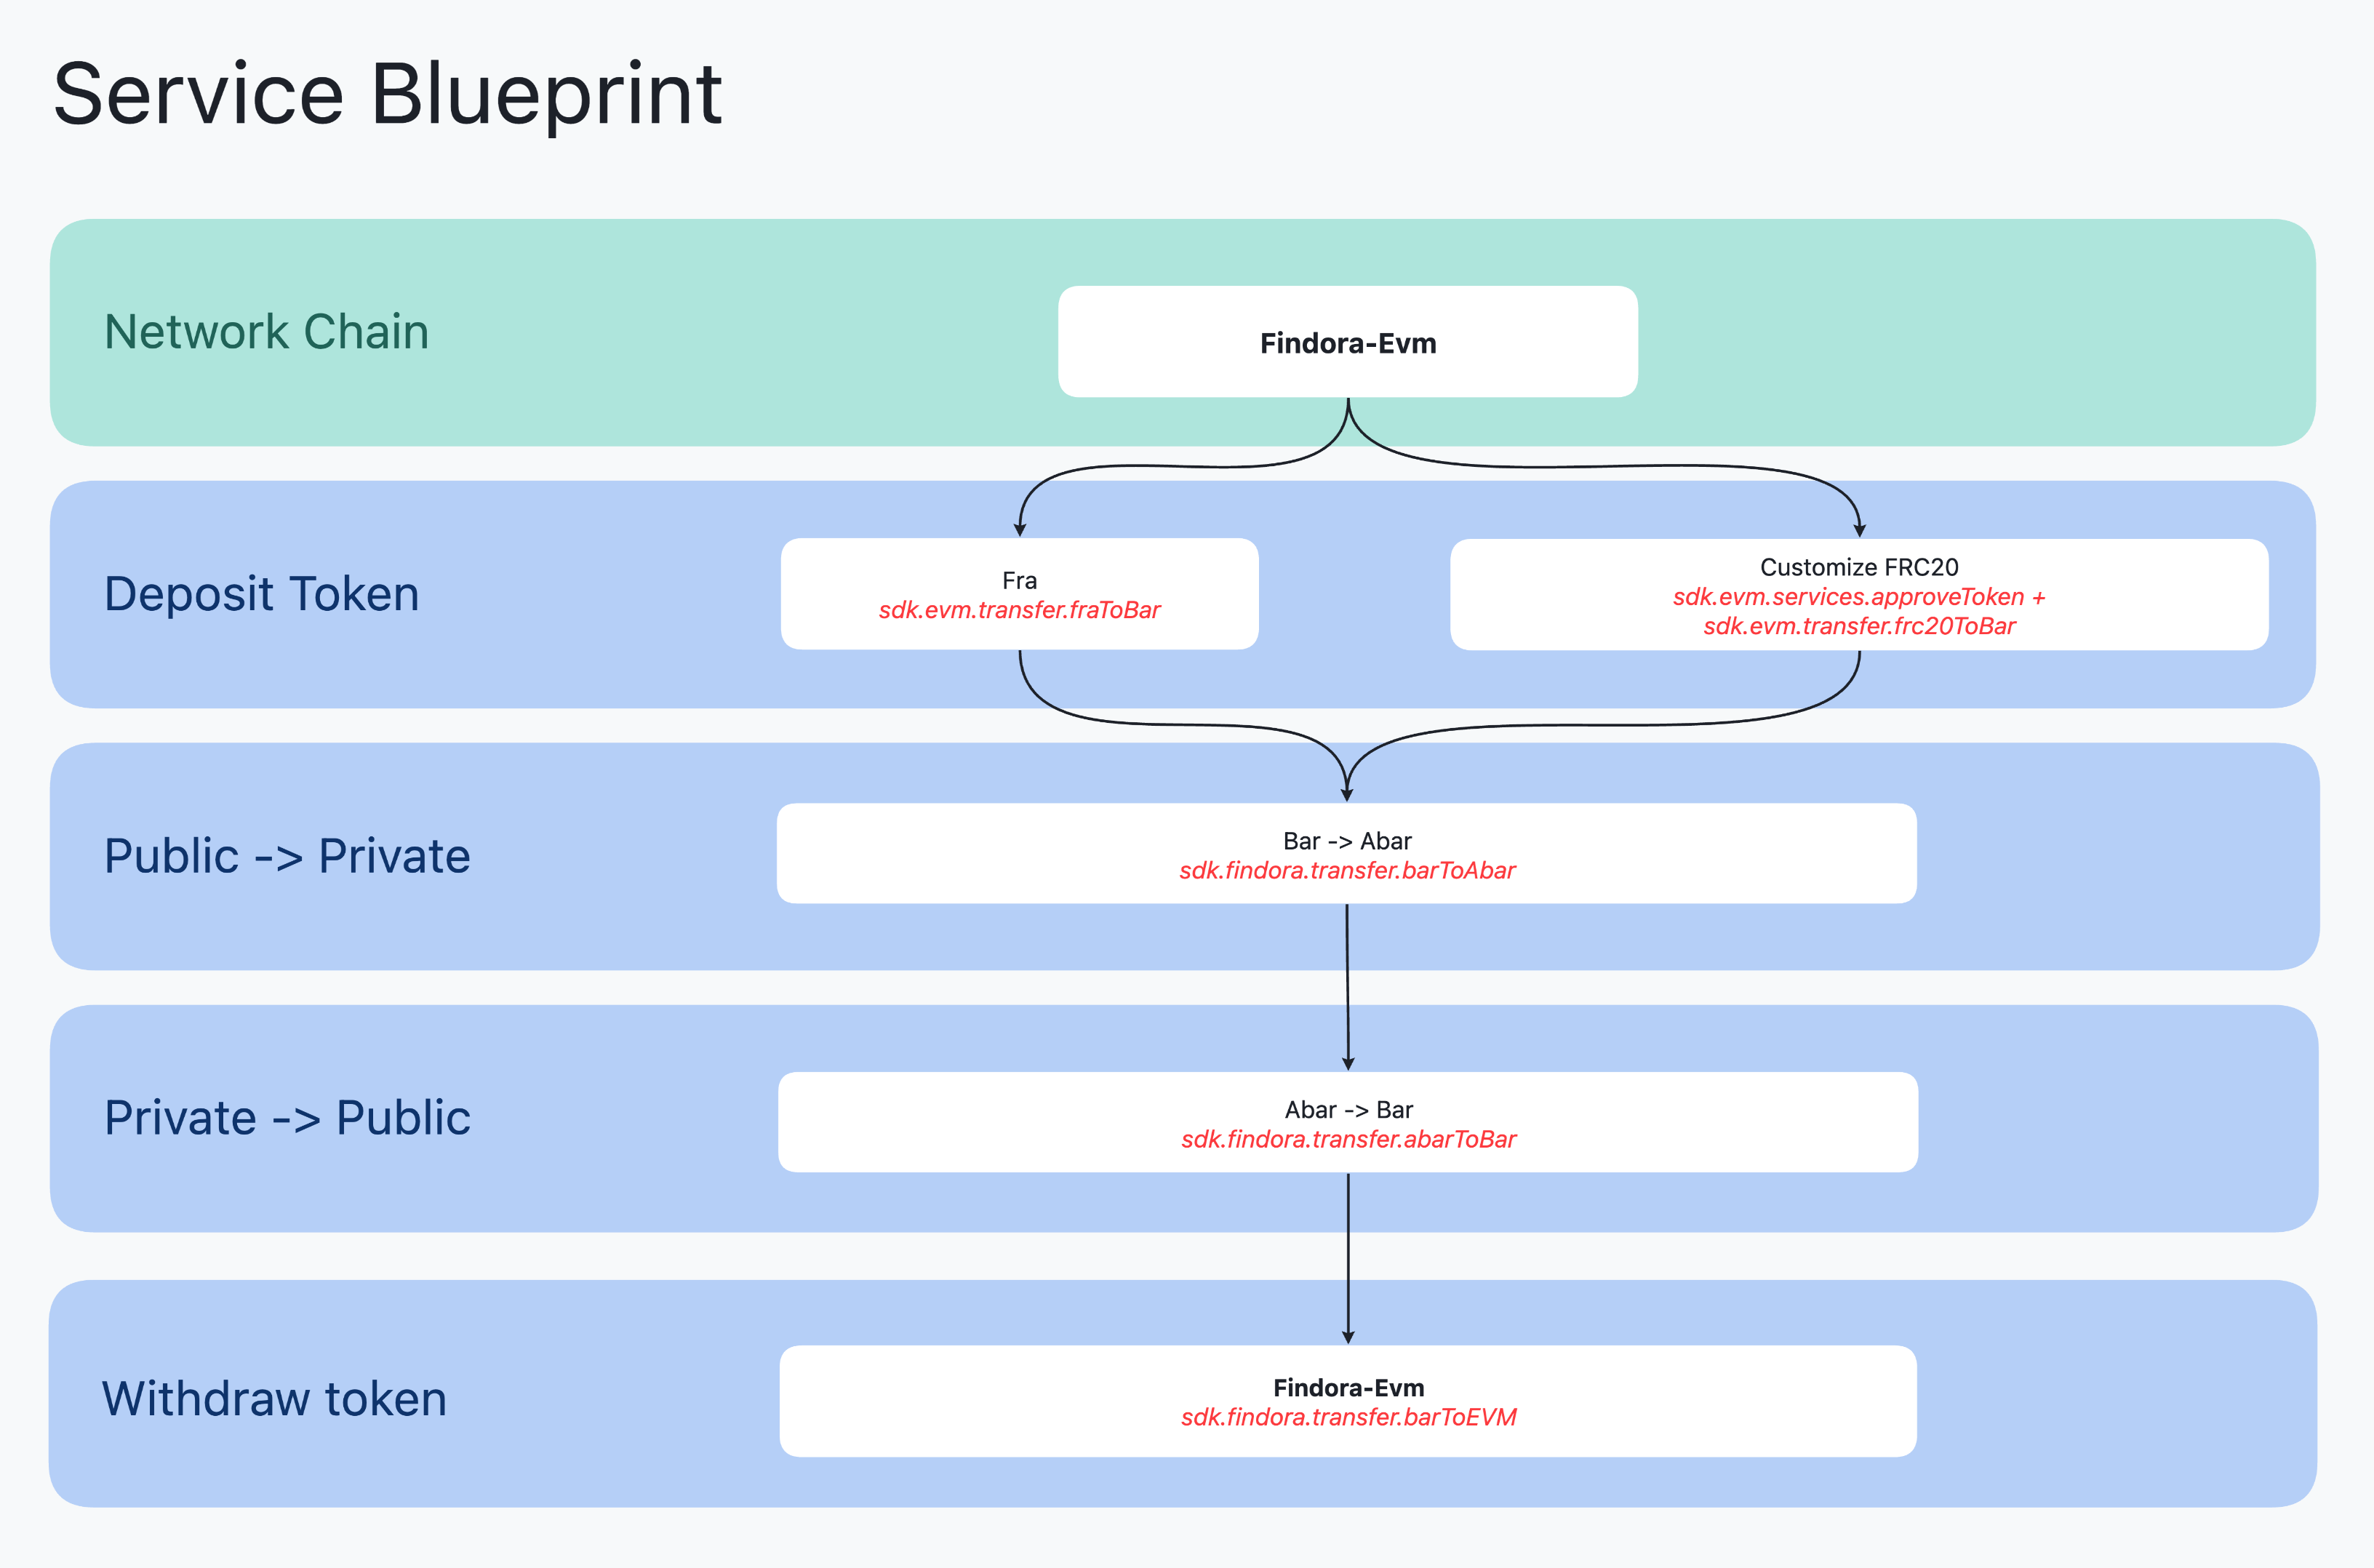 Service Blueprint
Network Chain
Findora-Evm
Deposit Token
Fra
sdk.evm.transfer.fraToBar
Customize FRC20
sdk.evm.services.approveToken +
sdk.evm.transfer.frc20ToBar
Public -> Private
Bar -> Abar
sdk.findora.transfer.barToAbar
Private -> Public
Abar -> Bar
sdk.findora.transfer.abarToBar
Withdraw token
Findora-Evm
sdk.findora.transfer.barToEVM